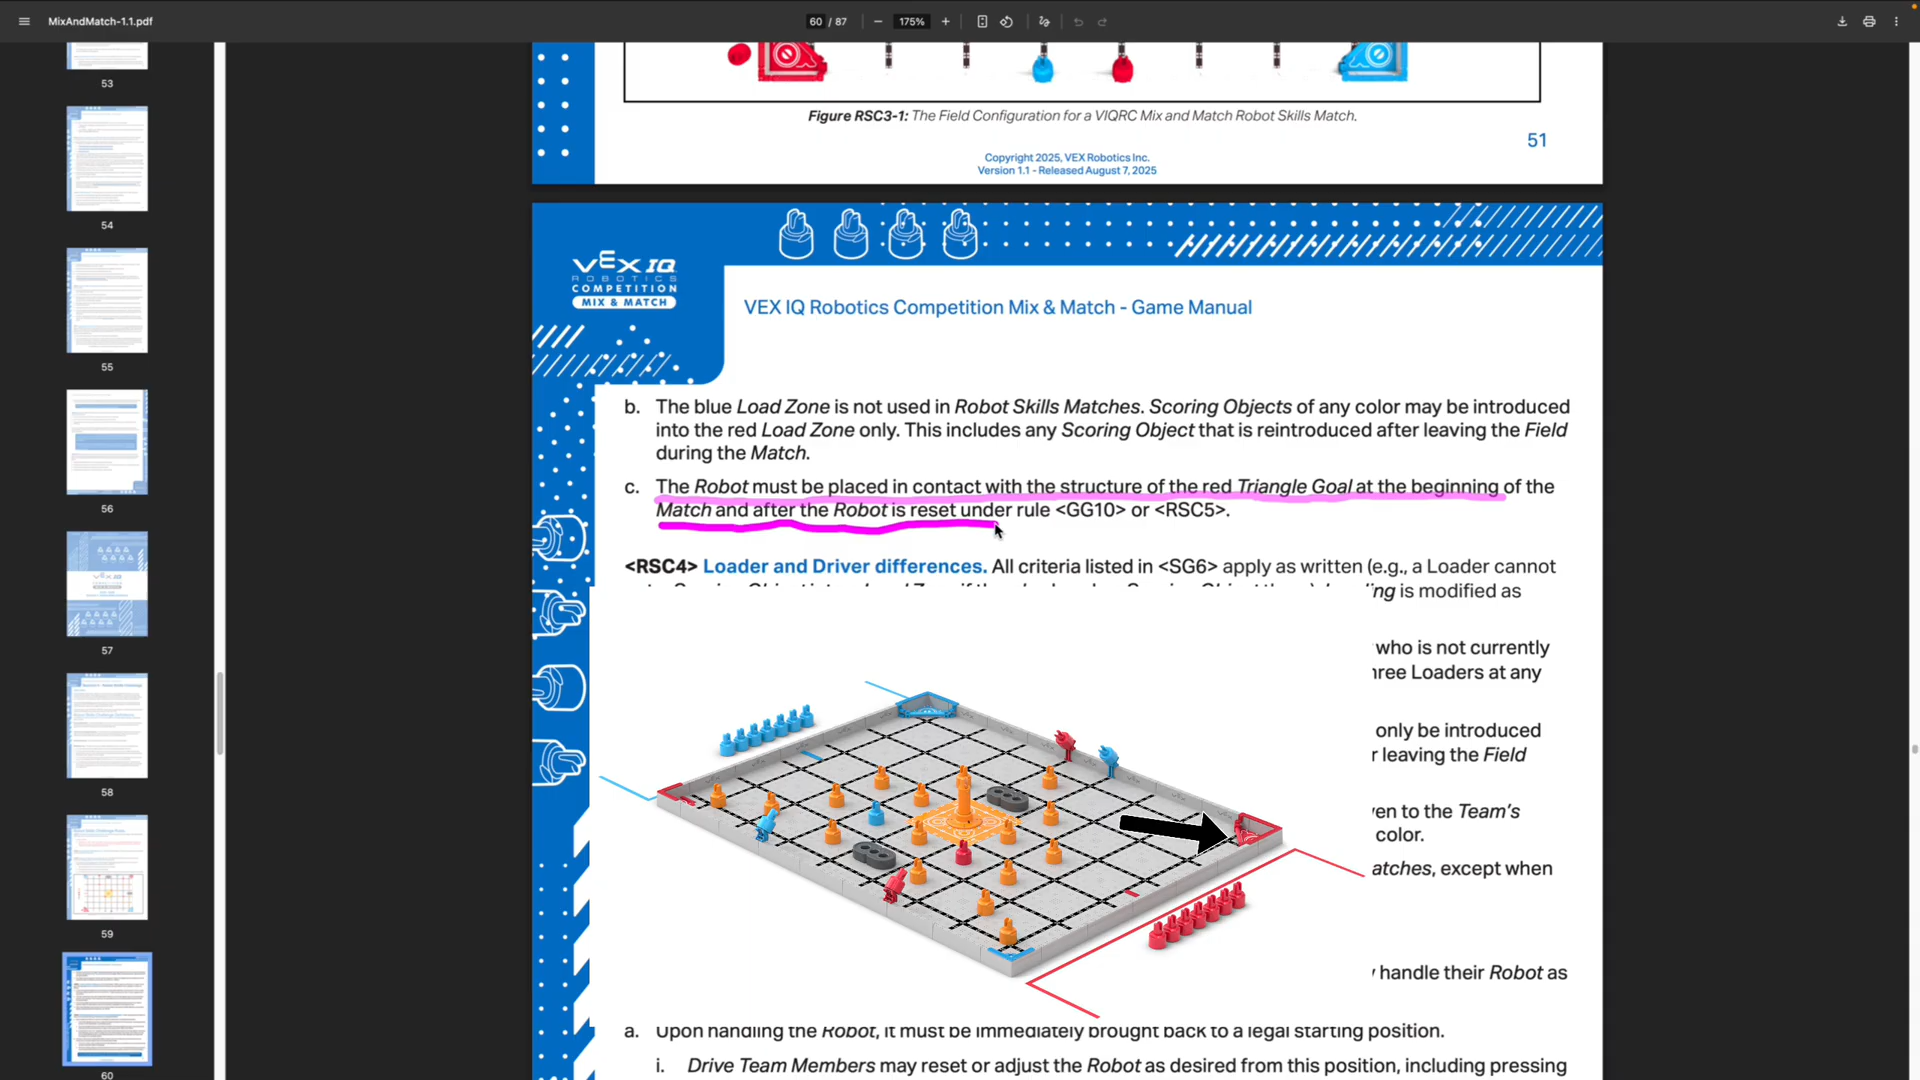 MixAndMatch-1.1.pdf
60 / 87
175%
53
54
55
56
57
58
59
60
Figure RSC3-1: The Field Configuration for a VIQRC Mix and Match Robot Skills Match.
51
Copyright 2025, VEX Robotics Inc.
Version 1.1 - Released August 7, 2025
VEX IQ
ROBOTICS
COMPETITION
MIX & MATCH
VEX IQ Robotics Competition Mix & Match - Game Manual
b. The blue Load Zone is not used in Robot Skills Matches. Scoring Objects of any color may be introduced
into the red Load Zone only. This includes any Scoring Object that is reintroduced after leaving the Field
during the Match.
c. The Robot must be placed in contact with the structure of the red Triangle Goal at the beginning of the
Match and after the Robot is reset under rule <GG10> or <RSC5>.
<RSC4> Loader and Driver differences. All criteria listed in <SG6> apply as written (e.g., a Loader cannot
is modified as
who is not currently
Loaders at any
only be introduced
leaving the Field
to the Team's
color.
except when
handle their Robot as
a. Upon handling the Robot, it must be immediately brought back to a legal starting position.
i. Drive Team Members may reset or adjust the Robot as desired from this position, including pressing